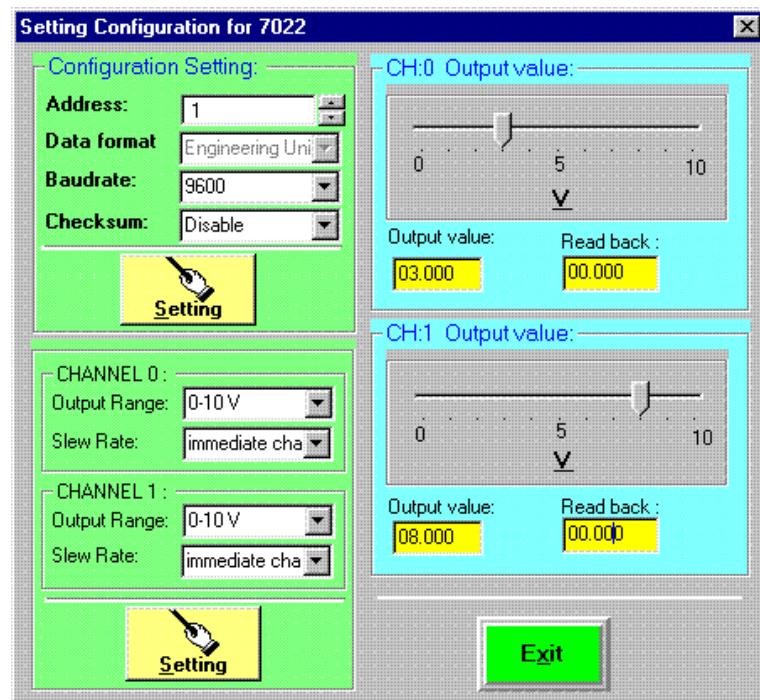 Setting Configuration for 7022
Configuration Setting:
Address: 1
Data format Engineering Uni
Baudrate: 9600
Checksum: Disable
Setting
CHANNEL 0 :
Output Range: 0-10 V
Slew Rate: immediate cha
CHANNEL 1 :
Output Range: 0-10 V
Slew Rate: immediate cha
Setting
CH:0 Output value:
0 5 10
V
Output value: Read back :
03.000 00.000
CH:1 Output value:
0 5 10
V
Output value: Read back :
08.000 00.000
Exit